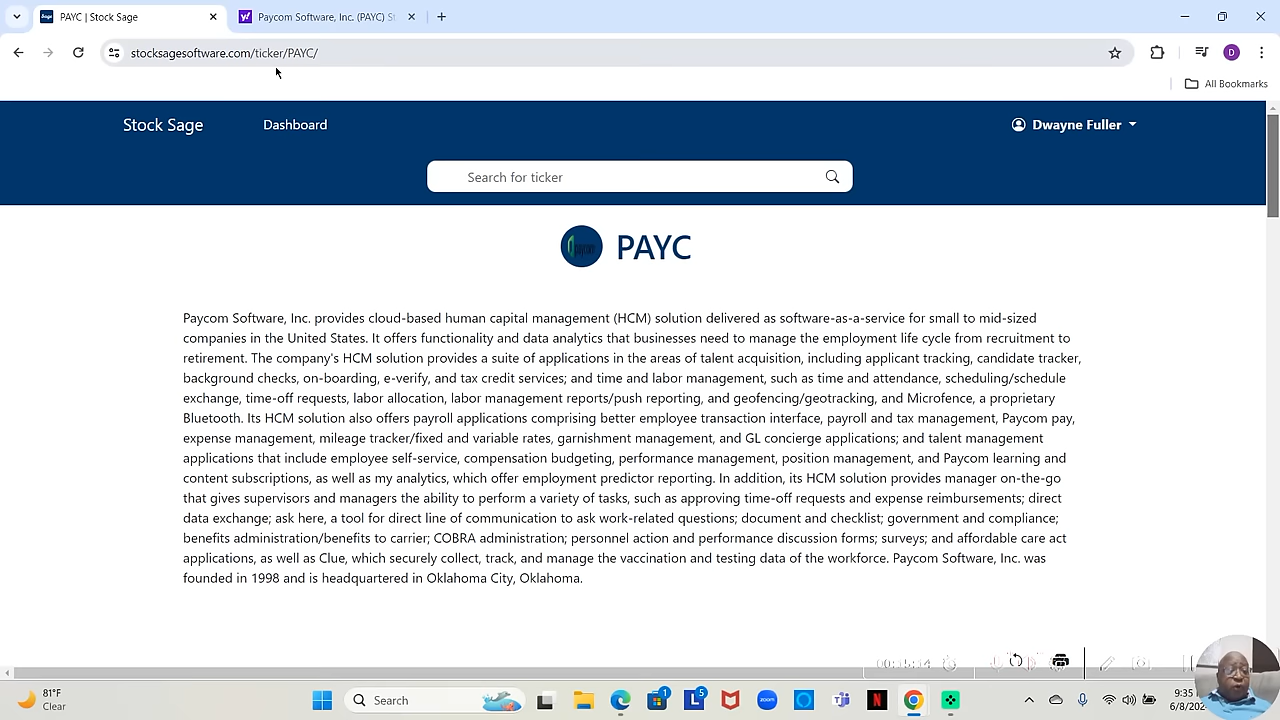 PAYC | Stock Sage
Paycom Software, Inc. (PAYC) St
stocksagesoftware.com/ticker/PAYC/
D
All Bookmarks
Stock Sage
Dashboard
Dwayne Fuller
Search for ticker
PAYC
Paycom Software, Inc. provides cloud-based human capital management (HCM) solution delivered as software-as-a-service for small to mid-sized
companies in the United States. It offers functionality and data analytics that businesses need to manage the employment life cycle from recruitment to
retirement. The company's HCM solution provides a suite of applications in the areas of talent acquisition, including applicant tracking, candidate tracker,
background checks, on-boarding, e-verify, and tax credit services; and time and labor management, such as time and attendance, scheduling/schedule
exchange, time-off requests, labor allocation, labor management reports/push reporting, and geofencing/geotracking, and Microfence, a proprietary
Bluetooth. Its HCM solution also offers payroll applications comprising better employee transaction interface, payroll and tax management, Paycom pay,
expense management, mileage tracker/fixed and variable rates, garnishment management, and GL concierge applications; and talent management
applications that include employee self-service, compensation budgeting, performance management, position management, and Paycom learning and
content subscriptions, as well as my analytics, which offer employment predictor reporting. In addition, its HCM solution provides manager on-the-go
that gives supervisors and managers the ability to perform a variety of tasks, such as approving time-off requests and expense reimbursements; direct
data exchange; ask here, a tool for direct line of communication to ask work-related questions; document and checklist; government and compliance;
benefits administration/benefits to carrier; COBRA administration; personnel action and performance discussion forms; surveys; and affordable care act
applications, as well as Clue, which securely collect, track, and manage the vaccination and testing data of the workforce. Paycom Software, Inc. was
founded in 1998 and is headquartered in Oklahoma City, Oklahoma.
81°F
Clear
Search
zoom
9:35
6/8/202